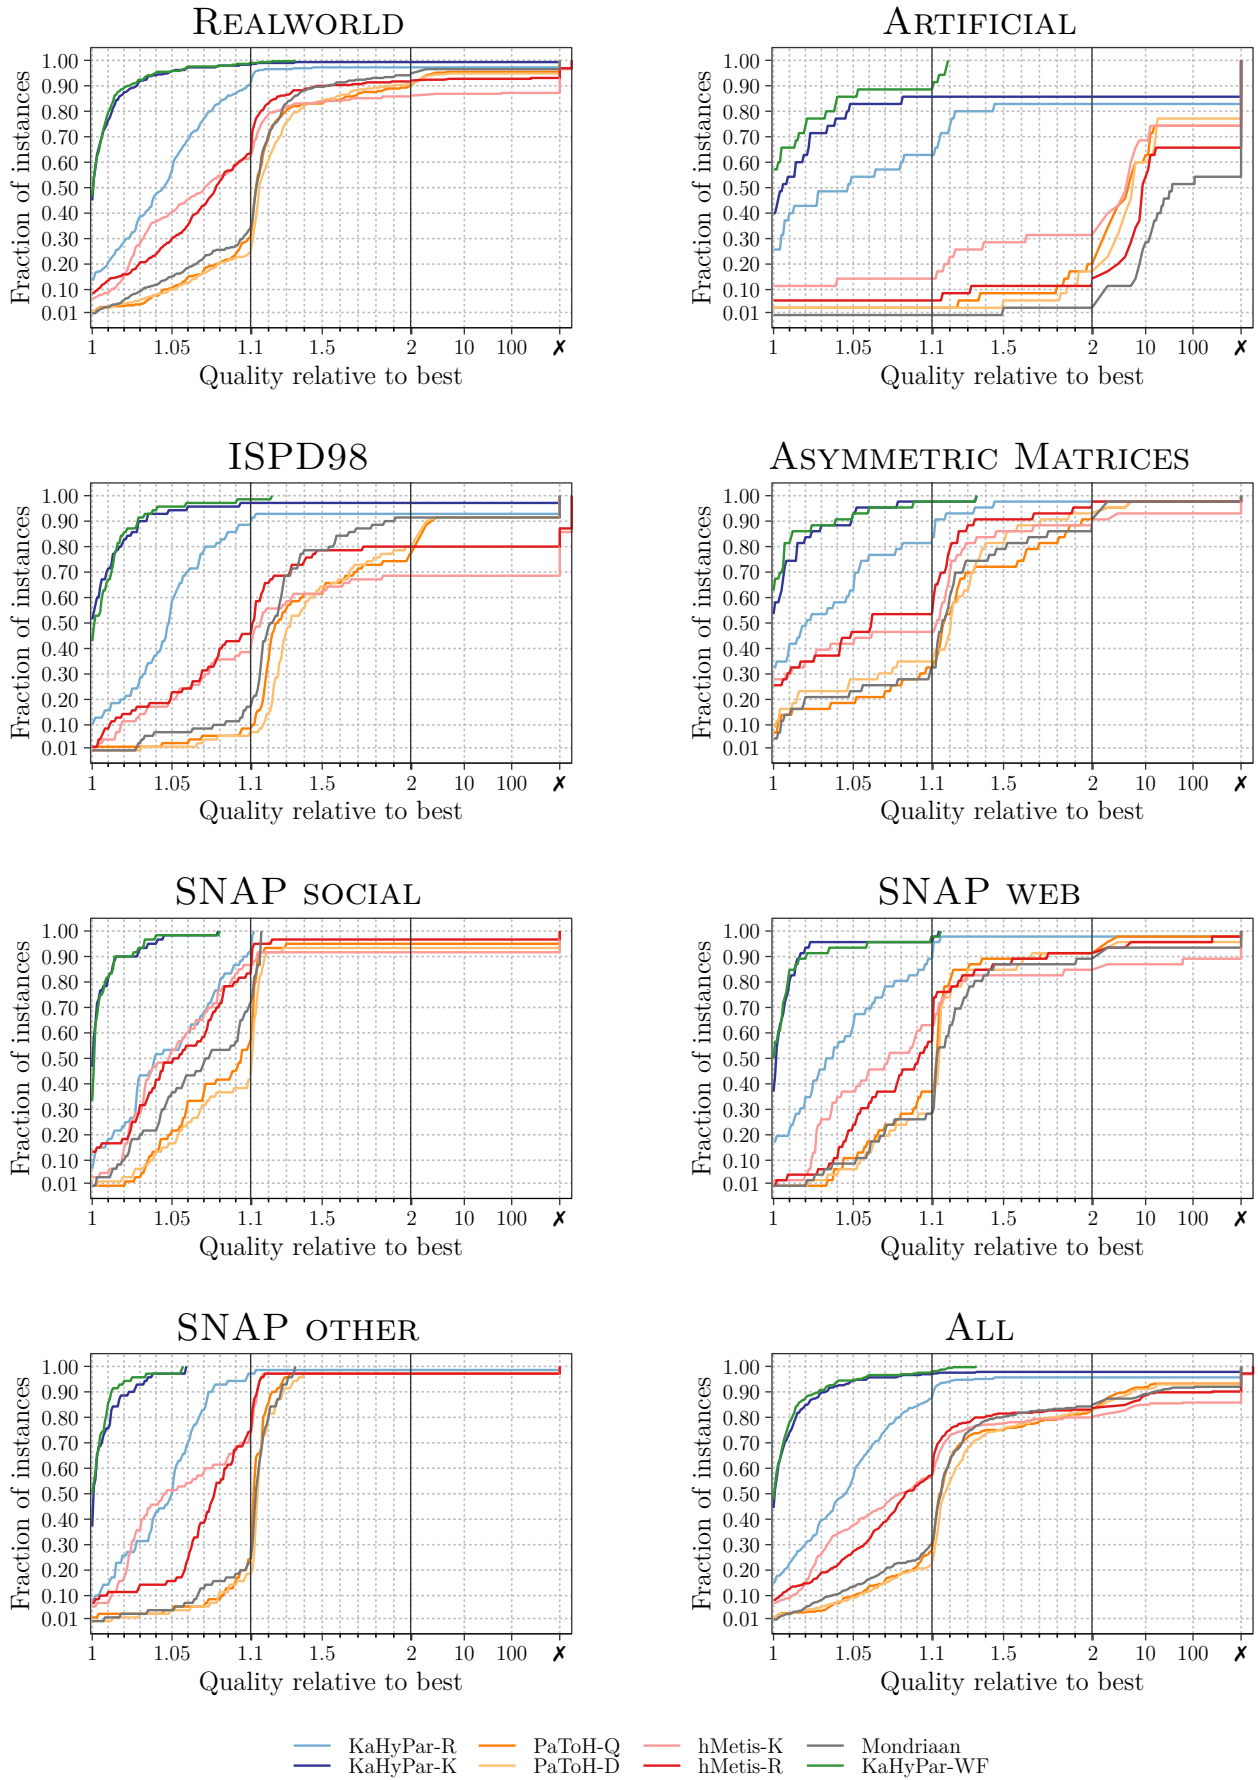 REALWORLD
Fraction of instances
1.00
0.90
0.80
0.70
0.60
0.50
0.40
0.30
0.20
0.10
0.01
1 1.05 1.1 1.5 2 10 100 ✗
Quality relative to best
ARTIFICIAL
Fraction of instances
1.00
0.90
0.80
0.70
0.60
0.50
0.40
0.30
0.20
0.10
0.01
1 1.05 1.1 1.5 2 10 100 ✗
Quality relative to best
ISPD98
Fraction of instances
1.00
0.90
0.80
0.70
0.60
0.50
0.40
0.30
0.20
0.10
0.01
1 1.05 1.1 1.5 2 10 100 ✗
Quality relative to best
ASYMMETRIC MATRICES
Fraction of instances
1.00
0.90
0.80
0.70
0.60
0.50
0.40
0.30
0.20
0.10
0.01
1 1.05 1.1 1.5 2 10 100 ✗
Quality relative to best
SNAP SOCIAL
Fraction of instances
1.00
0.90
0.80
0.70
0.60
0.50
0.40
0.30
0.20
0.10
0.01
1 1.05 1.1 1.5 2 10 100 ✗
Quality relative to best
SNAP WEB
Fraction of instances
1.00
0.90
0.80
0.70
0.60
0.50
0.40
0.30
0.20
0.10
0.01
1 1.05 1.1 1.5 2 10 100 ✗
Quality relative to best
SNAP OTHER
Fraction of instances
1.00
0.90
0.80
0.70
0.60
0.50
0.40
0.30
0.20
0.10
0.01
1 1.05 1.1 1.5 2 10 100 ✗
Quality relative to best
ALL
Fraction of instances
1.00
0.90
0.80
0.70
0.60
0.50
0.40
0.30
0.20
0.10
0.01
1 1.05 1.1 1.5 2 10 100 ✗
Quality relative to best
KaHyPar-R PaToH-Q hMetis-K Mondriaan
KaHyPar-K PaToH-D hMetis-R KaHyPar-WF